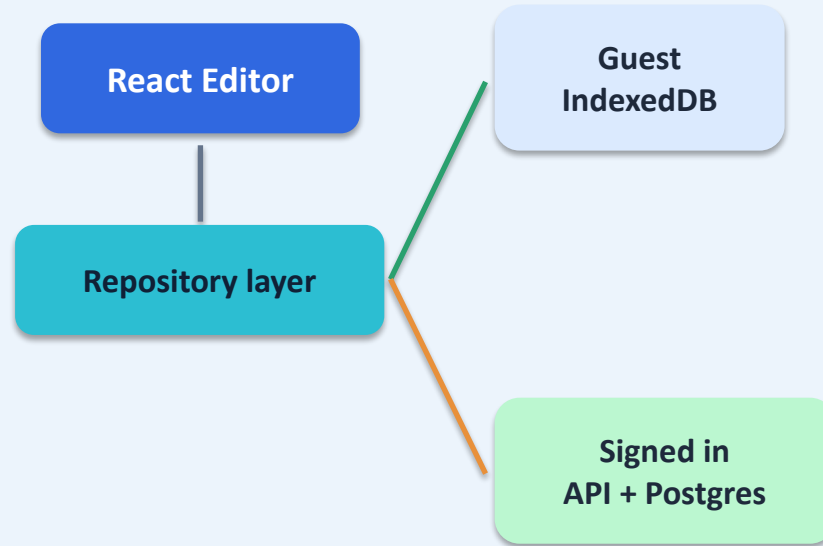 React Editor
Guest
IndexedDB
Repository layer
Signed in
API + Postgres